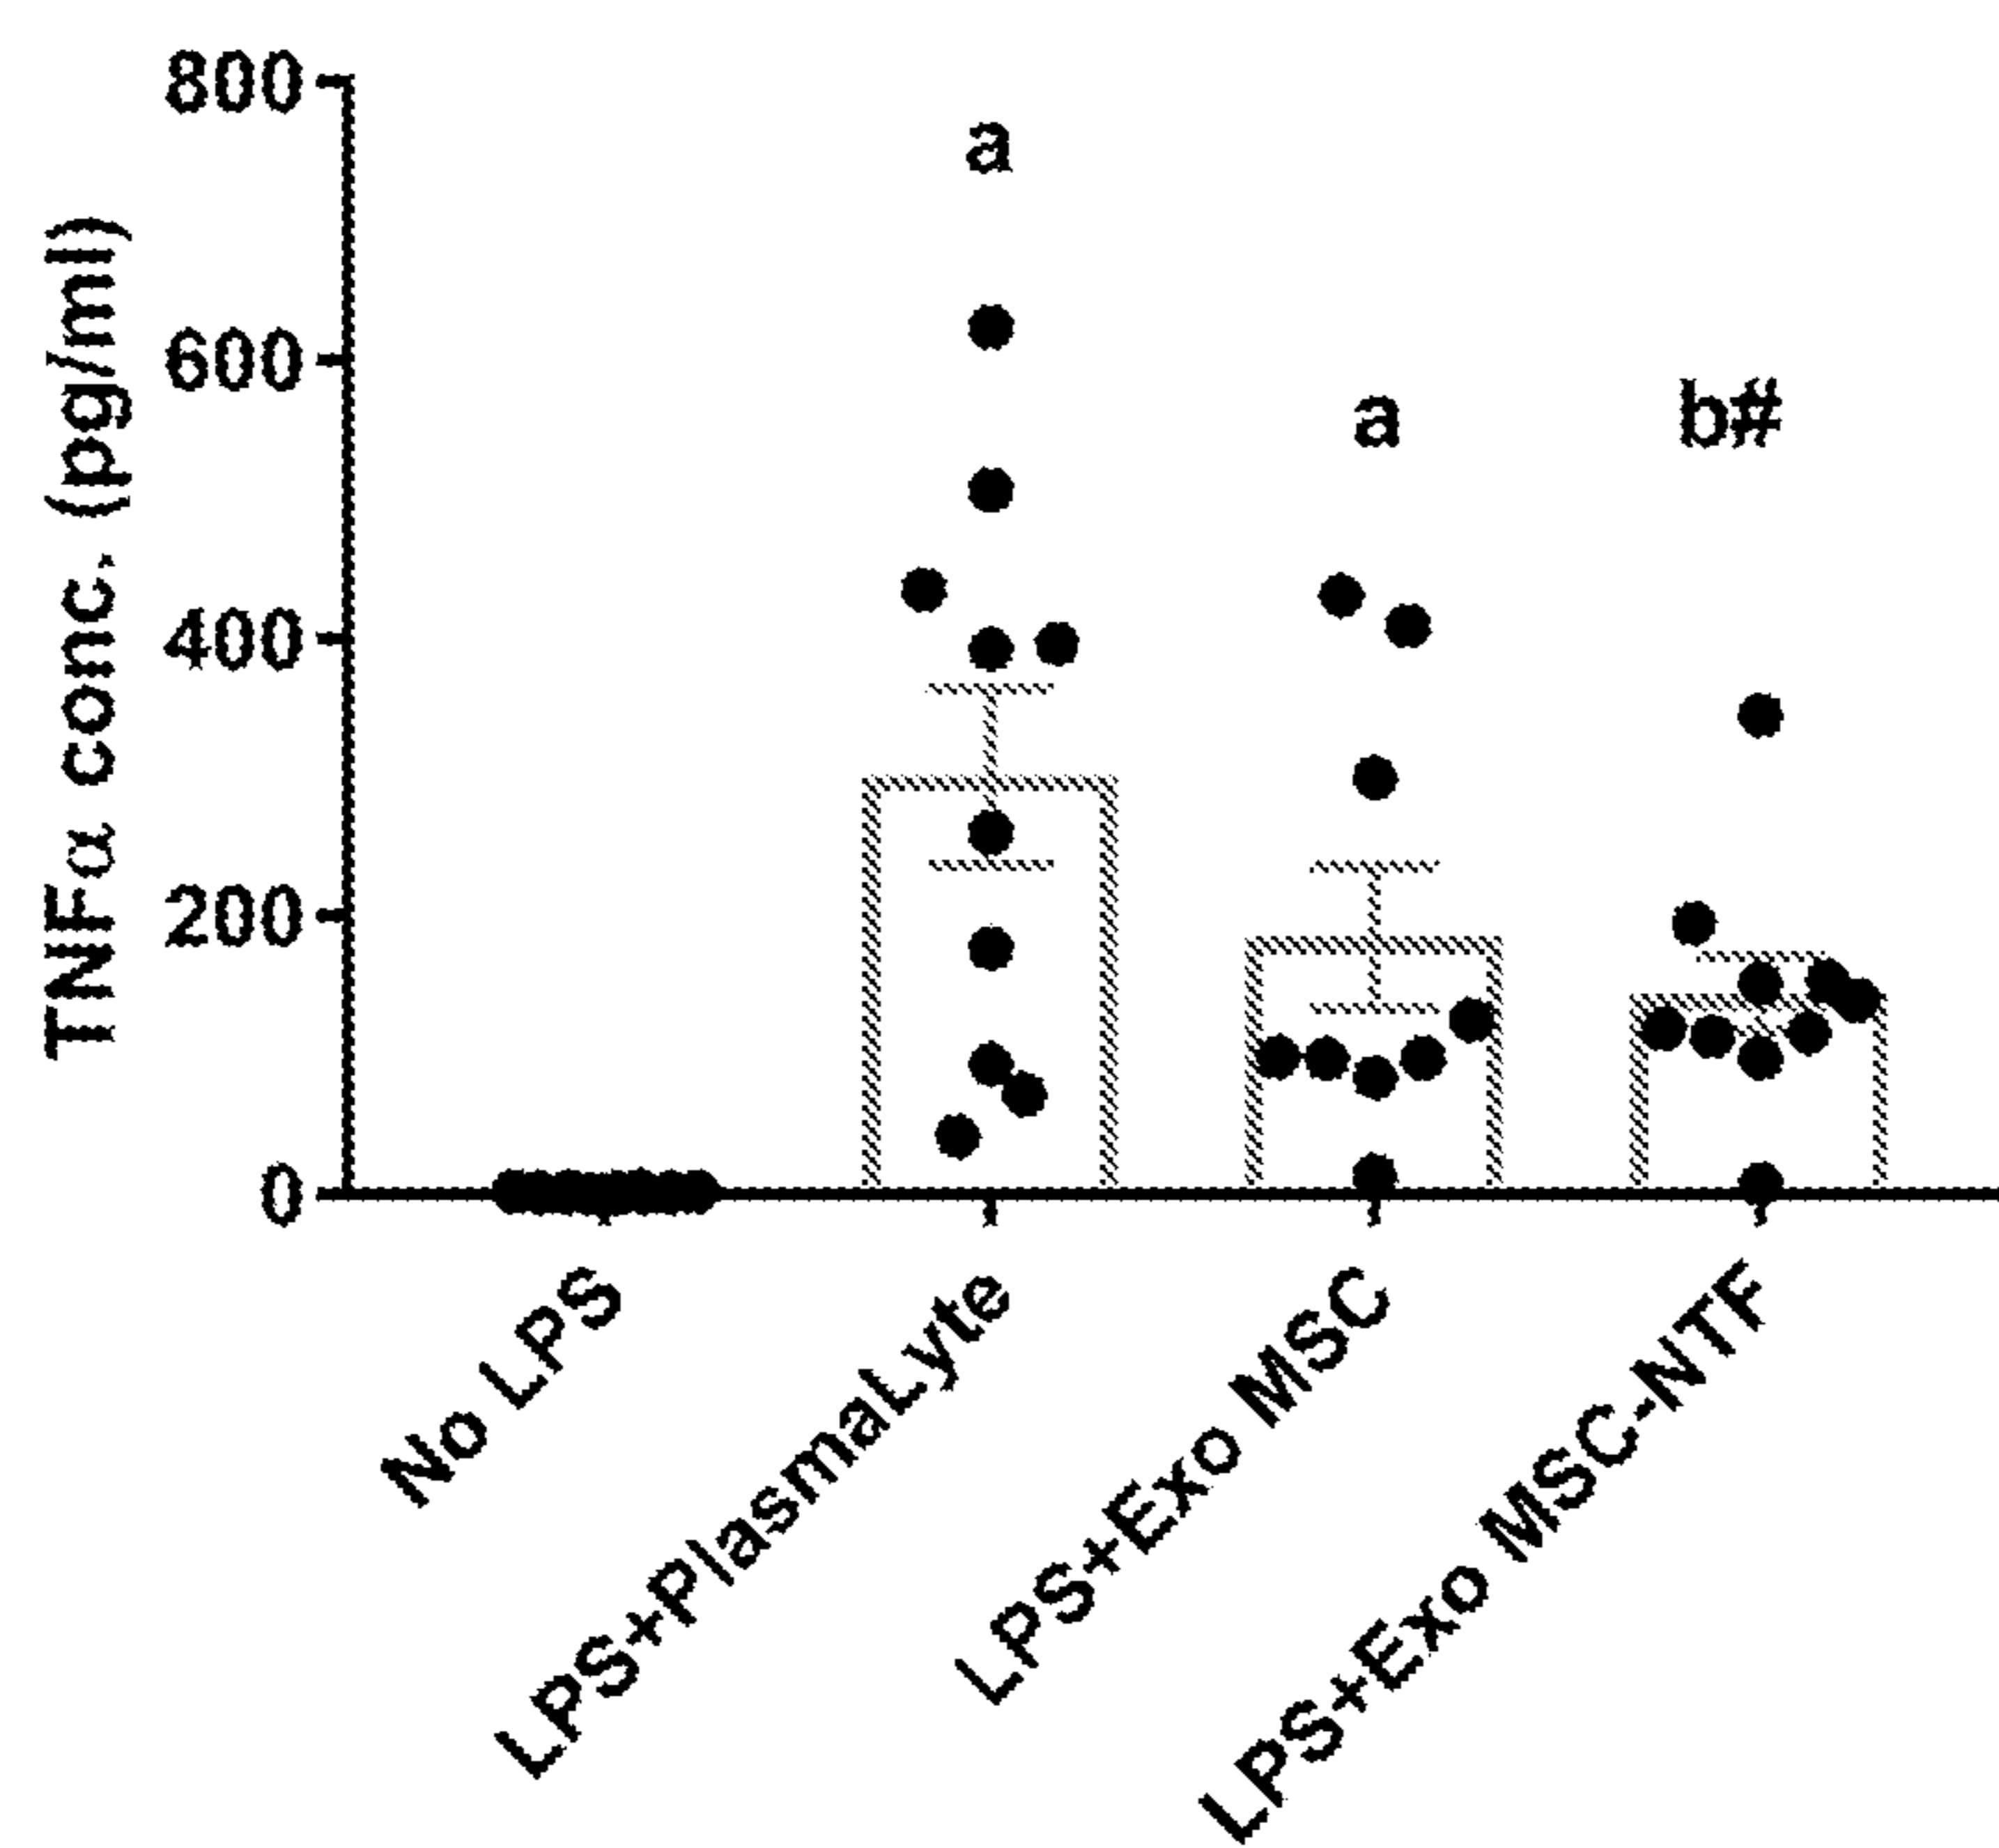 TNFα conc. (pg/ml)
800
600
400
200
0
a
a
b#
No LPS
LPS+PlasmaLyte
LPS+Exo MSC
LPS+Exo MSC-NTF